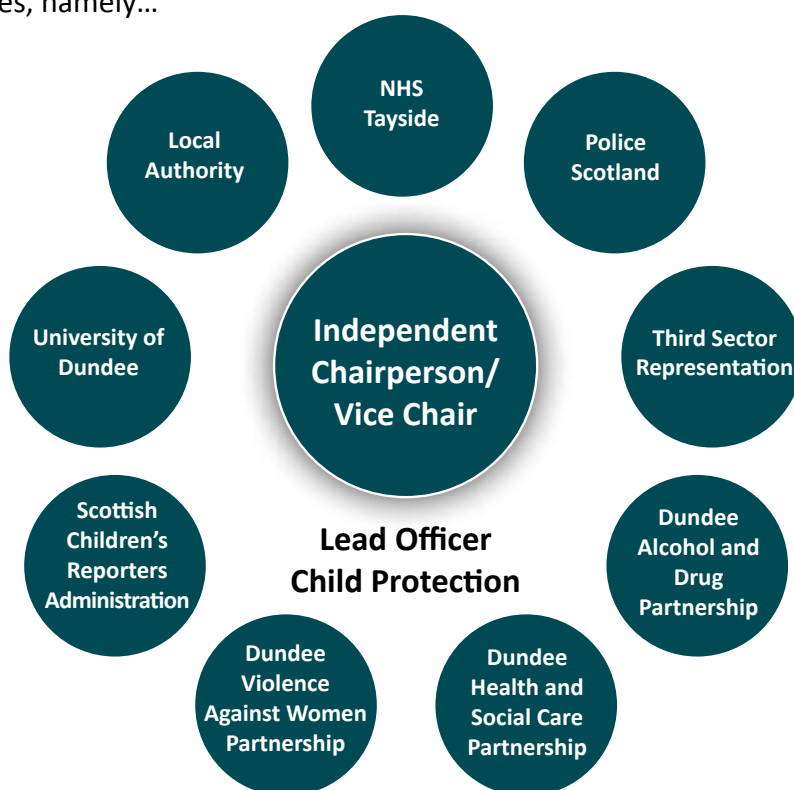 es, namely…
NHS
Tayside
Local
Authority
Police
Scotland
University of
Dundee
Independent
Chairperson/
Vice Chair
Third Sector
Representation
Scottish
Children's
Reporters
Administration
Lead Officer
Child Protection
Dundee
Alcohol and
Drug
Partnership
Dundee
Violence
Against Women
Partnership
Dundee
Health and
Social Care
Partnership